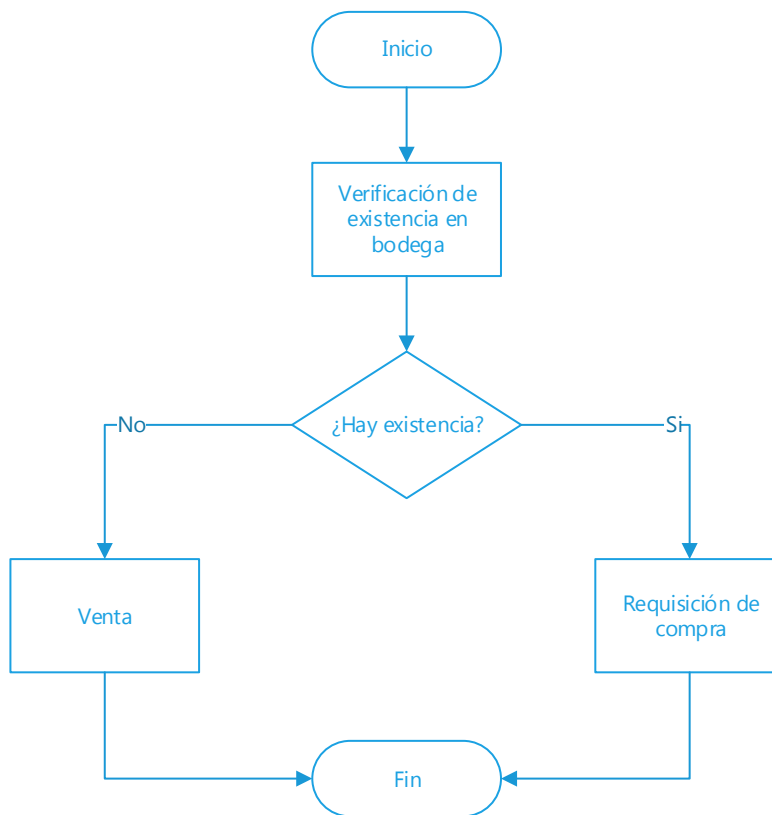 Inicio
Verificación de
existencia en
bodega
¿Hay existencia?
No
Si
Venta
Requisición de
compra
Fin